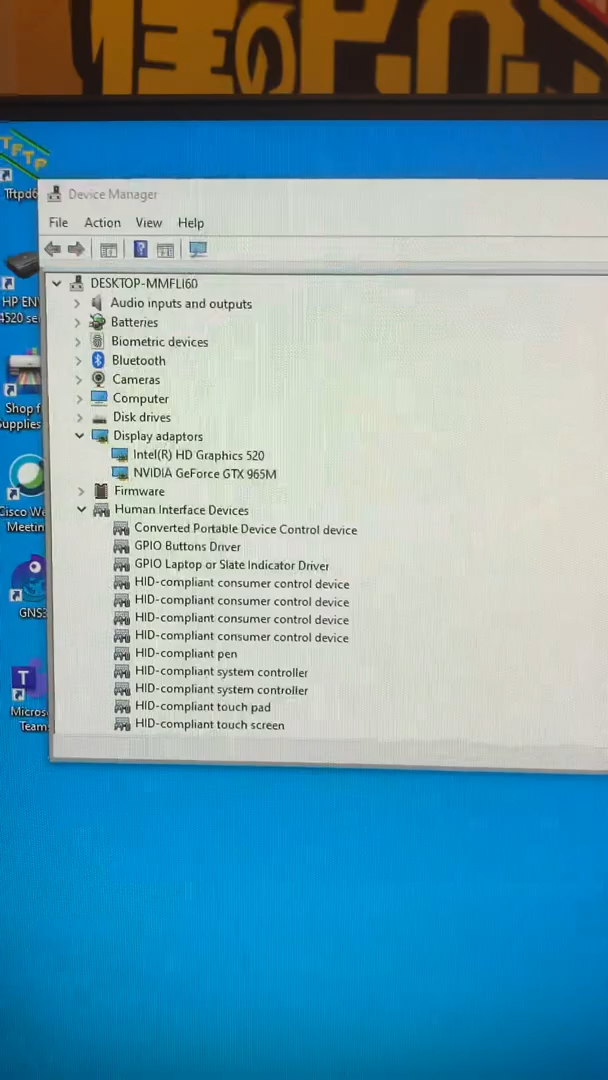 Tftpd6
Device Manager
File Action View Help
DESKTOP-MMFLI60
Audio inputs and outputs
Batteries
Biometric devices
Bluetooth
Cameras
Computer
Disk drives
Display adaptors
Intel(R) HD Graphics 520
NVIDIA GeForce GTX 965M
Firmware
Human Interface Devices
Converted Portable Device Control device
GPIO Buttons Driver
GPIO Laptop or Slate Indicator Driver
HID-compliant consumer control device
HID-compliant consumer control device
HID-compliant consumer control device
HID-compliant consumer control device
HID-compliant pen
HID-compliant system controller
HID-compliant system controller
HID-compliant touch pad
HID-compliant touch screen
HP EN
4520 se
Shop f
Supplies
Cisco We
Meetin
GNS3
T
Micros
Team